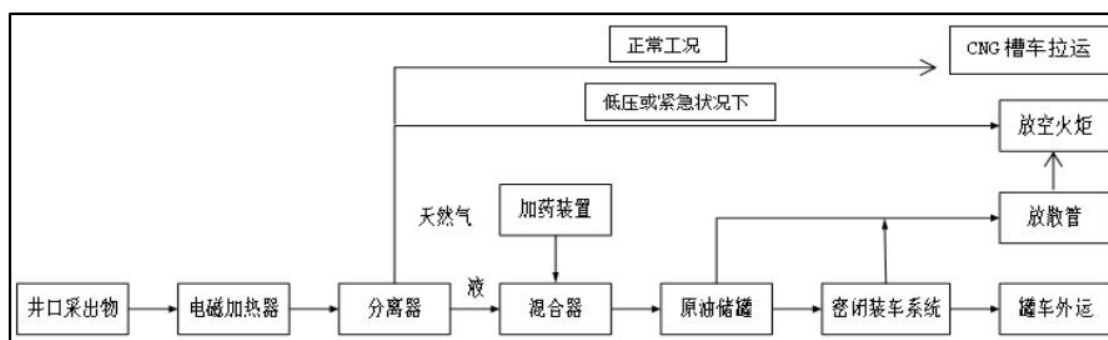 正常工况
CNG 槽车拉运
低压或紧急状况下
放空火炬
天然气
加药装置
放散管
液
井口采出物
电磁加热器
分离器
混合器
原油储罐
密闭装车系统
罐车外运